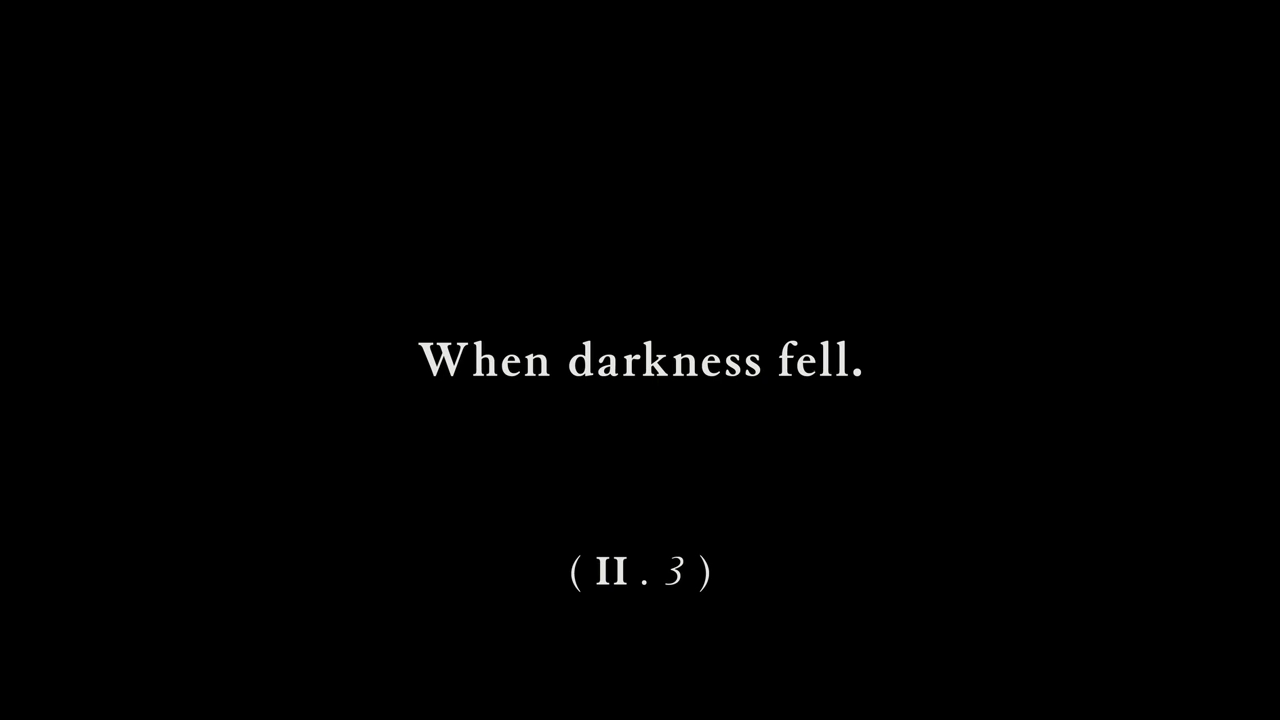 When darkness fell.
( II . 3 )